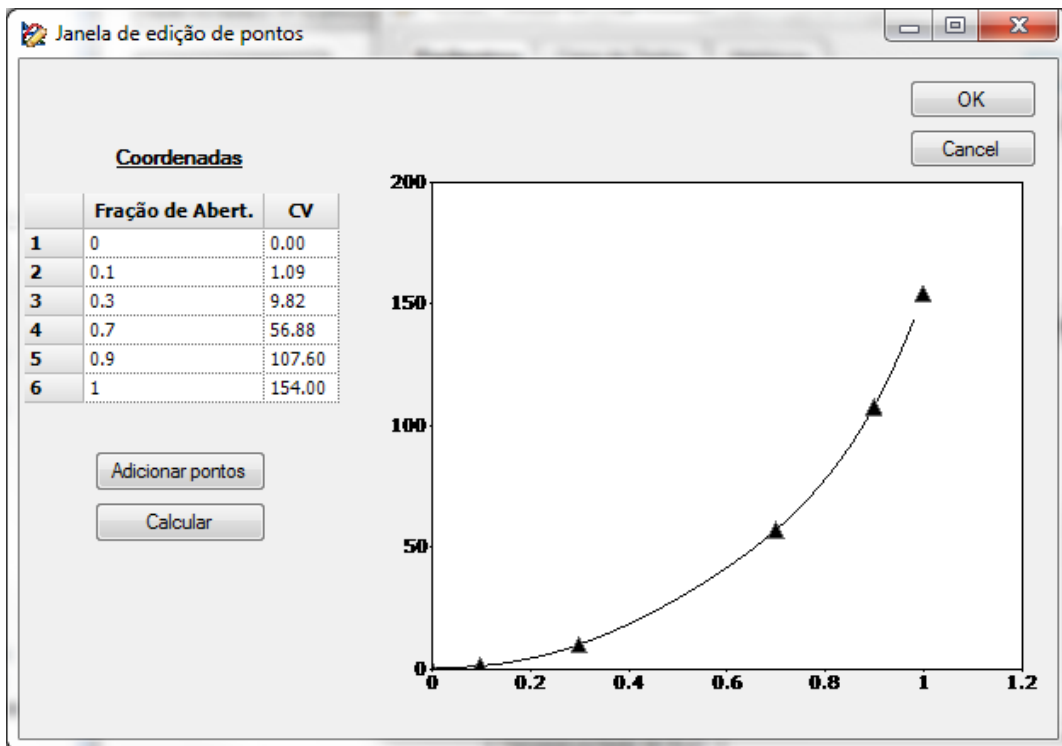 Janela de edição de pontos
OK
Cancel
Coordenadas
Fração de Abert. CV
1 0 0.00
2 0.1 1.09
3 0.3 9.82
4 0.7 56.88
5 0.9 107.60
6 1 154.00
Adicionar pontos
Calcular
200
150
100
50
0
0 0.2 0.4 0.6 0.8 1 1.2